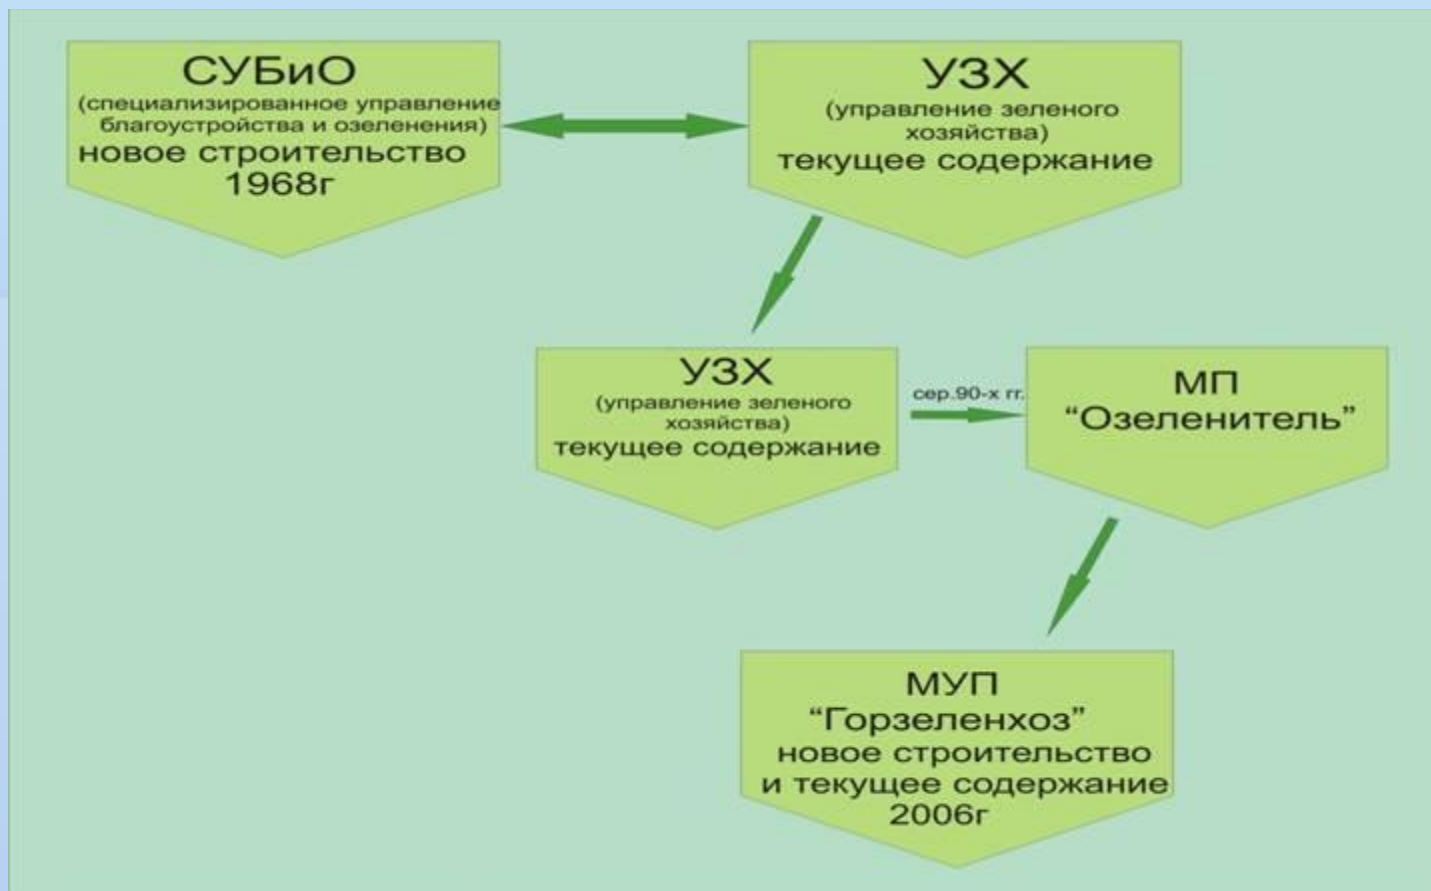 СУБиО
(специализированное управление
благоустройства и озеленения)
новое строительство
1968г
УЗХ
(управление зеленого
хозяйства)
текущее содержание
УЗХ
(управление зеленого
хозяйства)
текущее содержание
сер.90-х гг.
МП
“Озеленитель”
МУП
“Горзеленхоз”
новое строительство
и текущее содержание
2006г